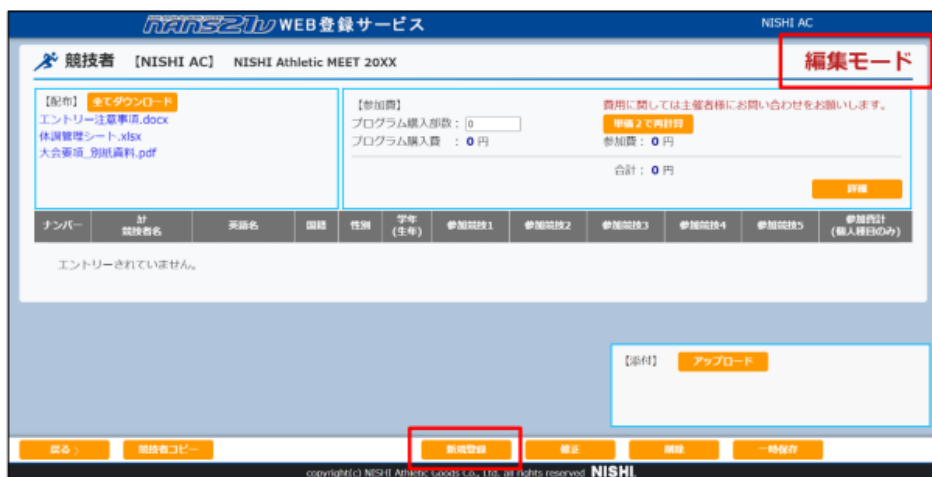 nans21v WEB登録サービス NISHI AC
競技者 【NISHI AC】 NISHI Athletic MEET 20XX 編集モード
【配布】 全てダウンロード
エントリー注意事項.docx
体調管理シート.xlsx
大会要項_別紙資料.pdf
【参加費】 費用に関しては主催者様にお問い合わせをお願いします。
プログラム購入部数： 0 単価２で再計算
プログラム購入費 ： 0 円 参加費： 0 円
合計： 0 円
詳細
ナンバー 競技者名 英語名 国籍 性別 学年(生年) 参加競技1 参加競技2 参加競技3 参加競技4 参加競技5 (個人種目のみ)
エントリーされていません。
【添付】 アップロード
戻る 競技者コピー 新規登録 修正 削除 一時保存
copyright(c) NISHI Athletic Goods Co., Ltd. all rights reserved NISHI.